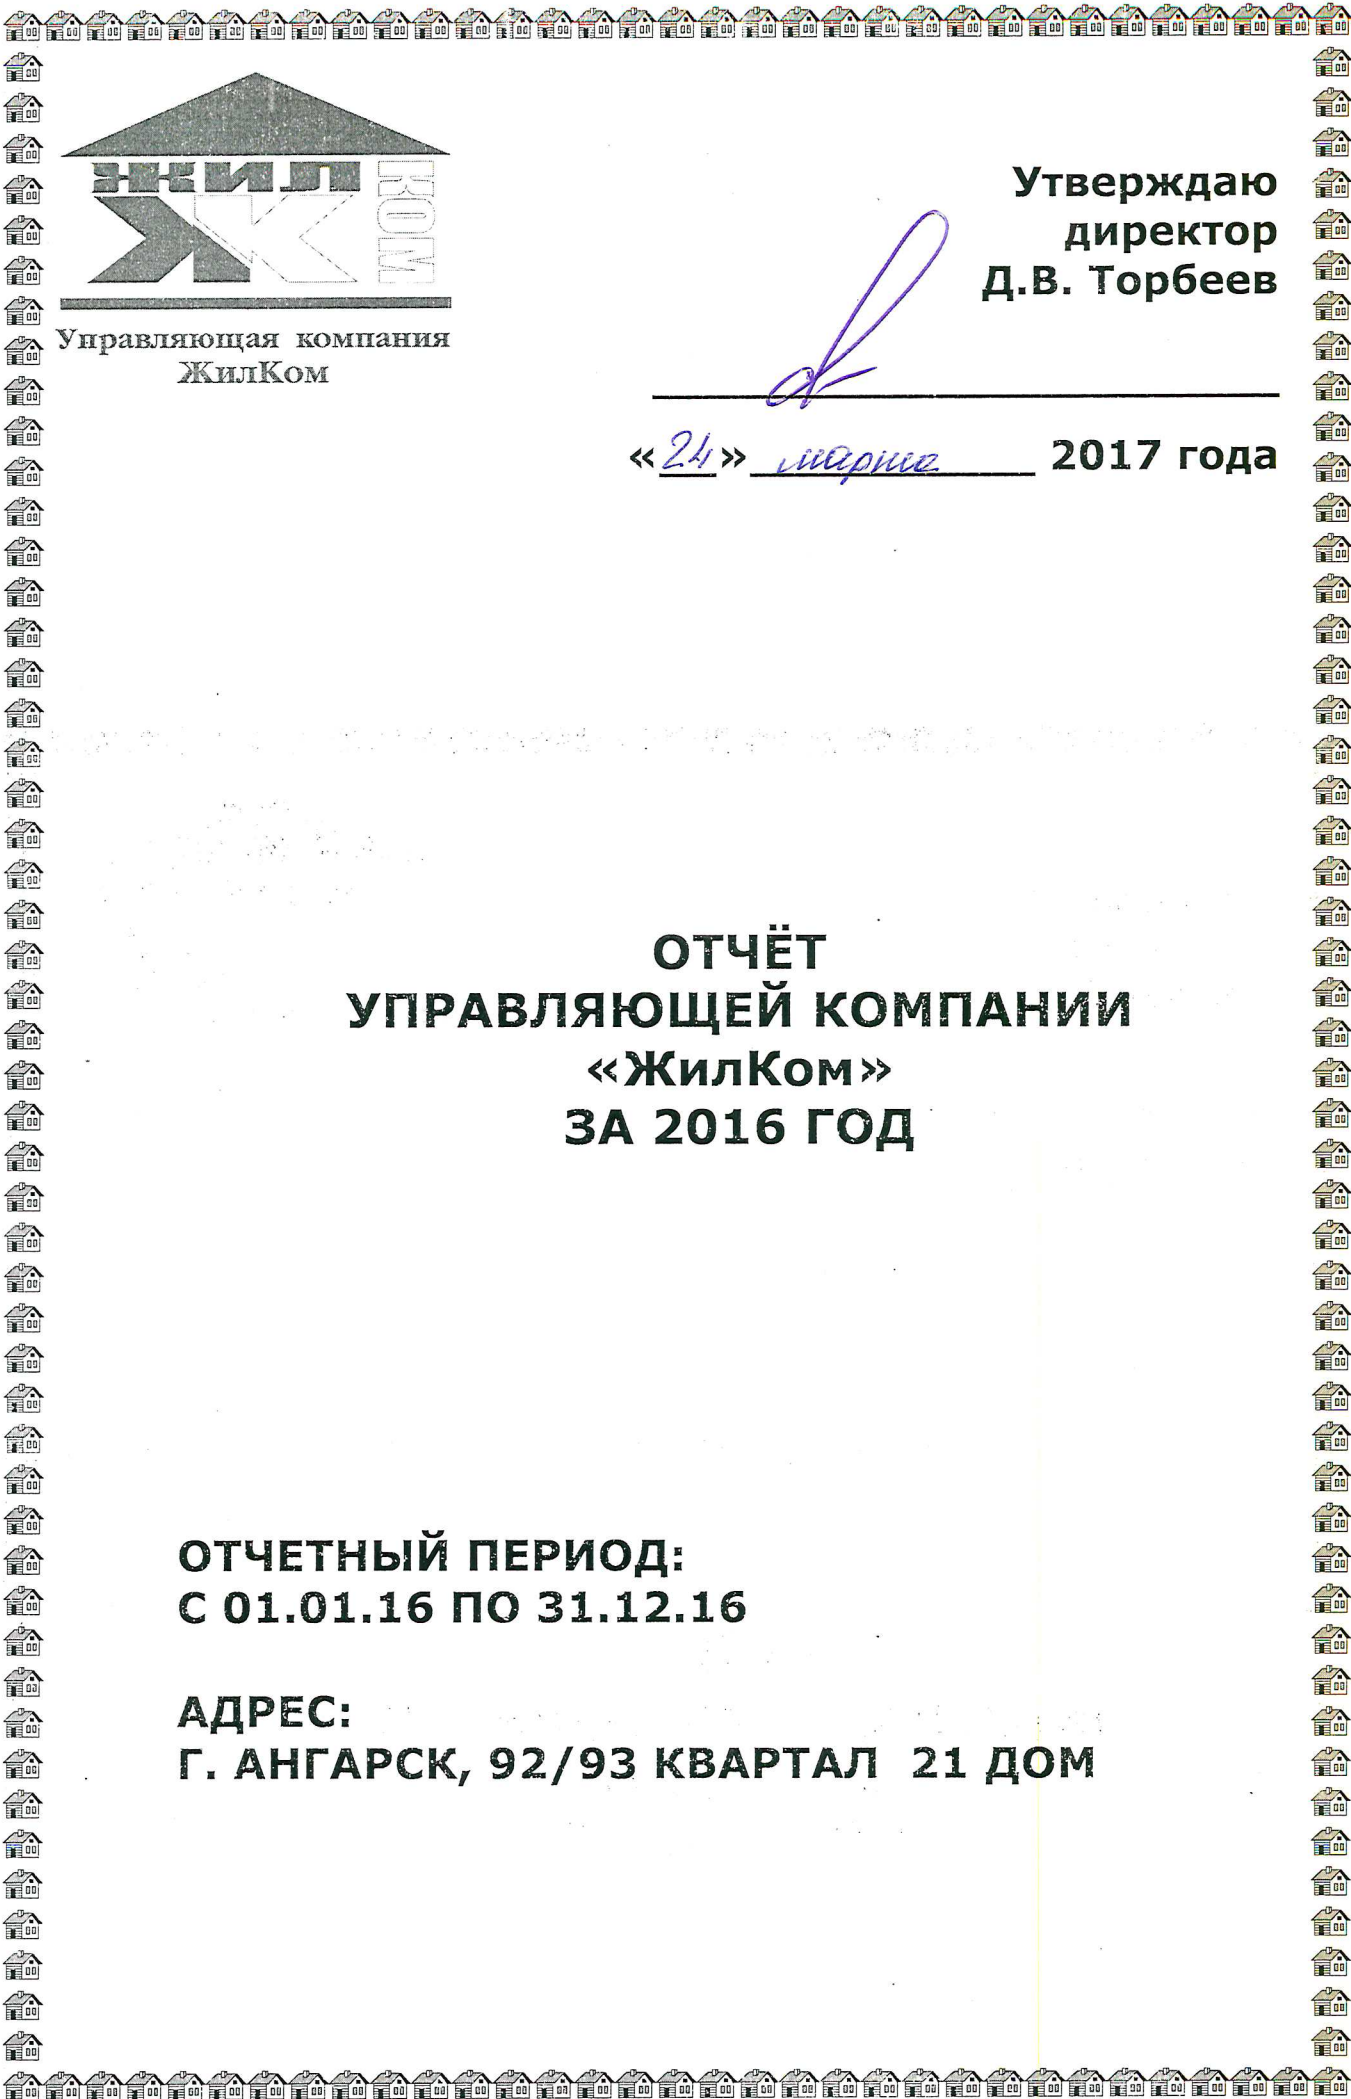 ЖИЛ
КОМ
ЖК
Управляющая компания
ЖилКом
Утверждаю
директор
Д.В. Торбеев
«24» марта 2017 года
ОТЧЁТ
УПРАВЛЯЮЩЕЙ КОМПАНИИ
«ЖилКом»
ЗА 2016 ГОД
ОТЧЕТНЫЙ ПЕРИОД:
С 01.01.16 ПО 31.12.16
АДРЕС:
Г. АНГАРСК, 92/93 КВАРТАЛ 21 ДОМ